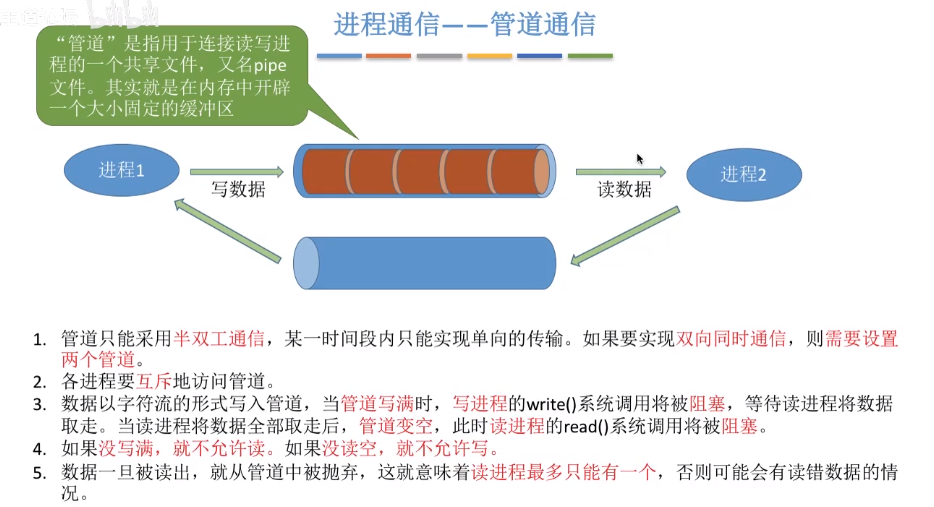 进程通信——管道通信
“管道”是指用于连接读写进
程的一个共享文件，又名pipe
文件。其实就是在内存中开辟
一个大小固定的缓冲区
进程1
写数据
读数据
进程2
1. 管道只能采用半双工通信，某一时间段内只能实现单向的传输。如果要实现双向同时通信，则需要设置
两个管道。
2. 各进程要互斥地访问管道。
3. 数据以字符流的形式写入管道，当管道写满时，写进程的write()系统调用将被阻塞，等待读进程将数据
取走。当读进程将数据全部取走后，管道变空，此时读进程的read()系统调用将被阻塞。
4. 如果没写满，就不允许读。如果没读空，就不允许写。
5. 数据一旦被读出，就从管道中被抛弃，这就意味着读进程最多只能有一个，否则可能会有读错数据的情
况。